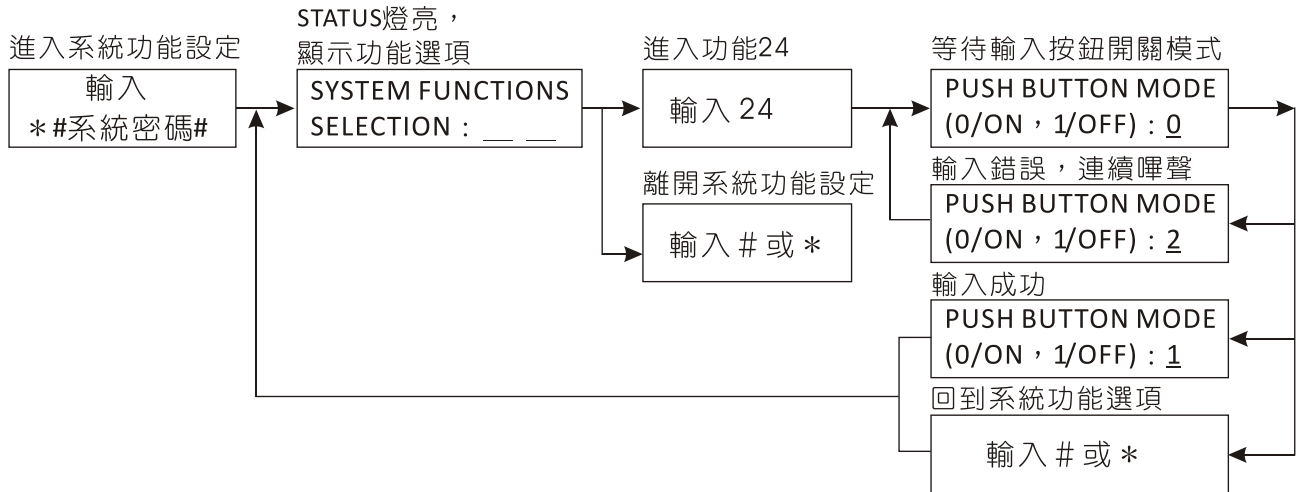 進入系統功能設定
輸入
＊#系統密碼#
STATUS燈亮，
顯示功能選項
SYSTEM FUNCTIONS
SELECTION：__ __
進入功能24
輸入 24
離開系統功能設定
輸入 # 或 ＊
等待輸入按鈕開關模式
PUSH BUTTON MODE
(0/ON，1/OFF)：0
輸入錯誤，連續嗶聲
PUSH BUTTON MODE
(0/ON，1/OFF)：2
輸入成功
PUSH BUTTON MODE
(0/ON，1/OFF)：1
回到系統功能選項
輸入 # 或 ＊